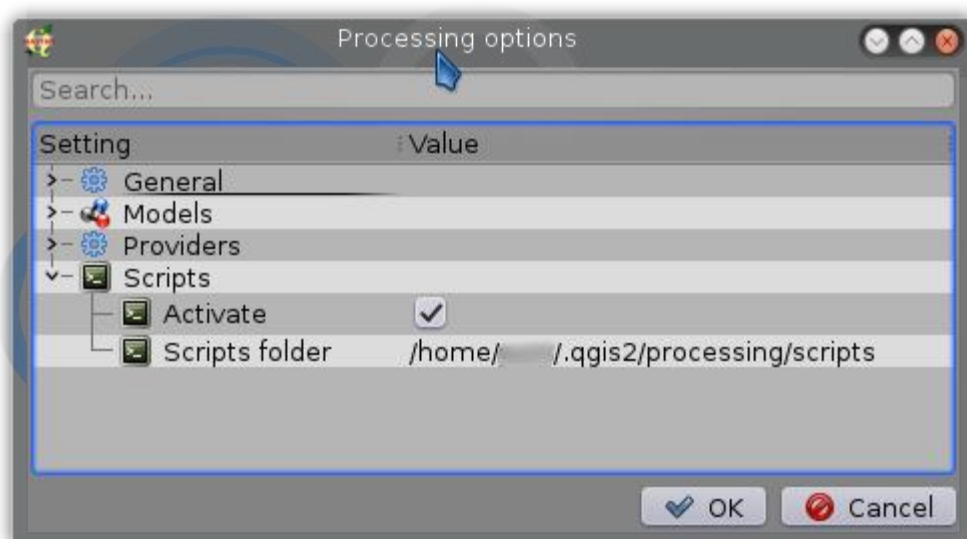 Processing options
Search...
Setting Value
General
Models
Providers
Scripts
Activate
Scripts folder /home/ /.qgis2/processing/scripts
OK Cancel